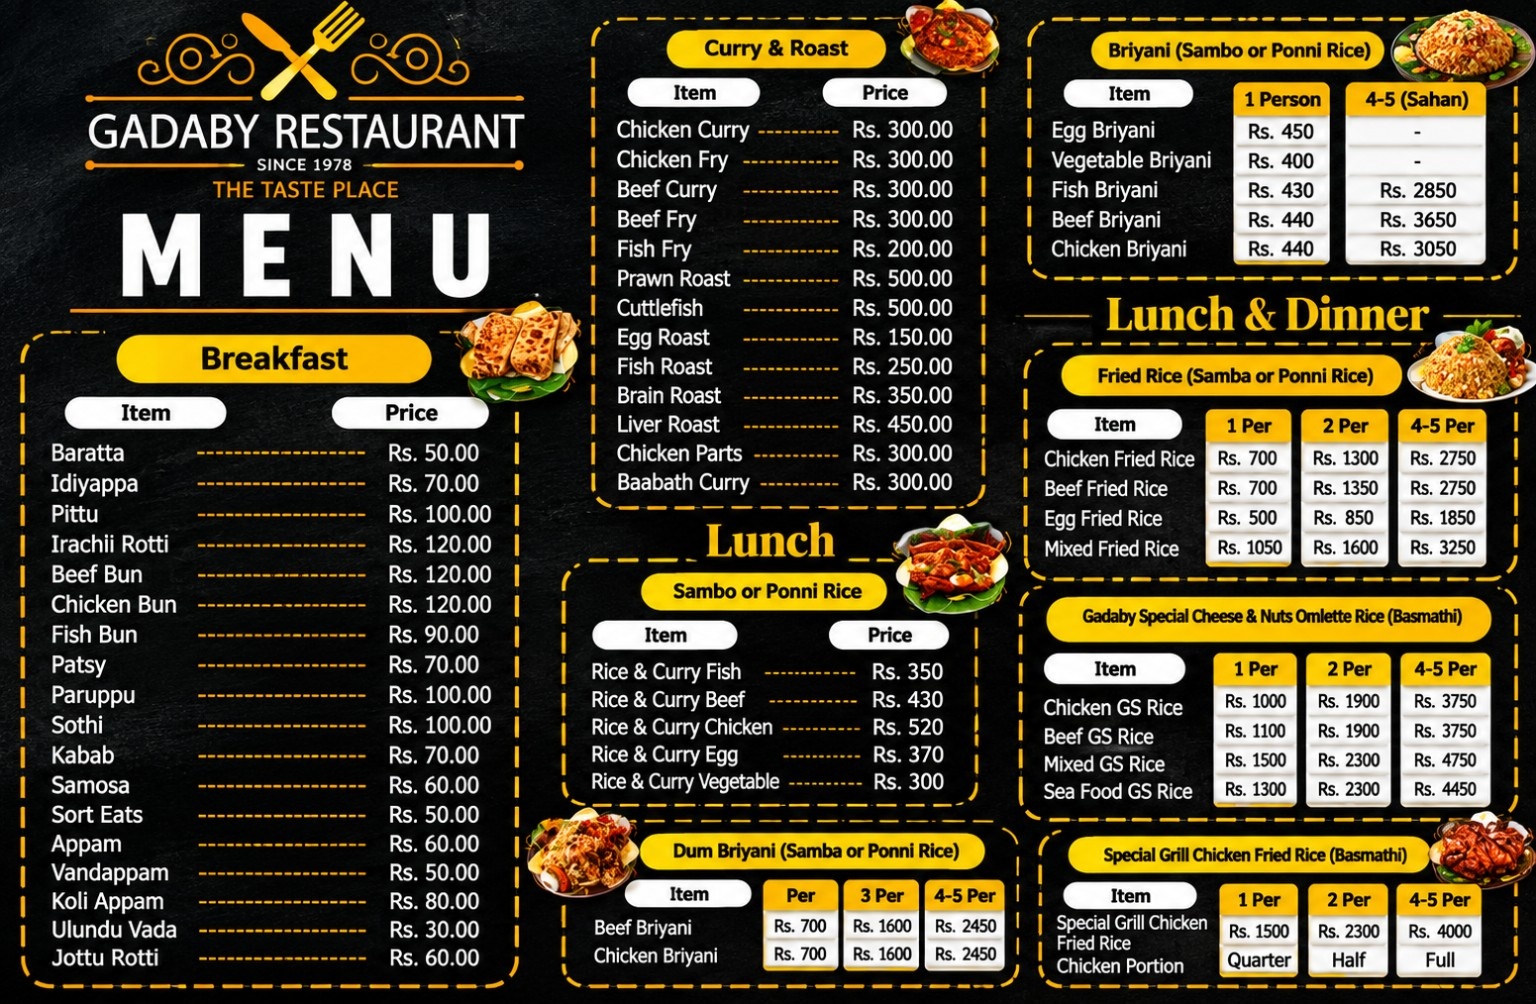 GADABY RESTAURANT
SINCE 1978
THE TASTE PLACE
MENU
Breakfast
Item Price
Baratta Rs. 50.00
Idiyappa Rs. 70.00
Pittu Rs. 100.00
Irachii Rotti Rs. 120.00
Beef Bun Rs. 120.00
Chicken Bun Rs. 120.00
Fish Bun Rs. 90.00
Patsy Rs. 70.00
Paruppu Rs. 100.00
Sothi Rs. 100.00
Kabab Rs. 70.00
Samosa Rs. 60.00
Sort Eats Rs. 50.00
Appam Rs. 60.00
Vandappam Rs. 50.00
Koli Appam Rs. 80.00
Ulundu Vada Rs. 30.00
Jottu Rotti Rs. 60.00
Curry & Roast
Item Price
Chicken Curry Rs. 300.00
Chicken Fry Rs. 300.00
Beef Curry Rs. 300.00
Beef Fry Rs. 300.00
Fish Fry Rs. 200.00
Prawn Roast Rs. 500.00
Cuttlefish Rs. 500.00
Egg Roast Rs. 150.00
Fish Roast Rs. 250.00
Brain Roast Rs. 350.00
Liver Roast Rs. 450.00
Chicken Parts Rs. 300.00
Baabath Curry Rs. 300.00
Lunch
Sambo or Ponni Rice
Item Price
Rice & Curry Fish Rs. 350
Rice & Curry Beef Rs. 430
Rice & Curry Chicken Rs. 520
Rice & Curry Egg Rs. 370
Rice & Curry Vegetable Rs. 300
Dum Briyani (Samba or Ponni Rice)
Item Per 3 Per 4-5 Per
Beef Briyani Rs. 700 Rs. 1600 Rs. 2450
Chicken Briyani Rs. 700 Rs. 1600 Rs. 2450
Briyani (Sambo or Ponni Rice)
Item 1 Person 4-5 (Sahan)
Egg Briyani Rs. 450 -
Vegetable Briyani Rs. 400 -
Fish Briyani Rs. 430 Rs. 2850
Beef Briyani Rs. 440 Rs. 3650
Chicken Briyani Rs. 440 Rs. 3050
Lunch & Dinner
Fried Rice (Samba or Ponni Rice)
Item 1 Per 2 Per 4-5 Per
Chicken Fried Rice Rs. 700 Rs. 1300 Rs. 2750
Beef Fried Rice Rs. 700 Rs. 1350 Rs. 2750
Egg Fried Rice Rs. 500 Rs. 850 Rs. 1850
Mixed Fried Rice Rs. 1050 Rs. 1600 Rs. 3250
Gadaby Special Cheese & Nuts Omlette Rice (Basmathi)
Item 1 Per 2 Per 4-5 Per
Chicken GS Rice Rs. 1000 Rs. 1900 Rs. 3750
Beef GS Rice Rs. 1100 Rs. 1900 Rs. 3750
Mixed GS Rice Rs. 1500 Rs. 2300 Rs. 4750
Sea Food GS Rice Rs. 1300 Rs. 2300 Rs. 4450
Special Grill Chicken Fried Rice (Basmathi)
Item 1 Per 2 Per 4-5 Per
Special Grill Chicken
Fried Rice Rs. 1500 Rs. 2300 Rs. 4000
Chicken Portion Quarter Half Full